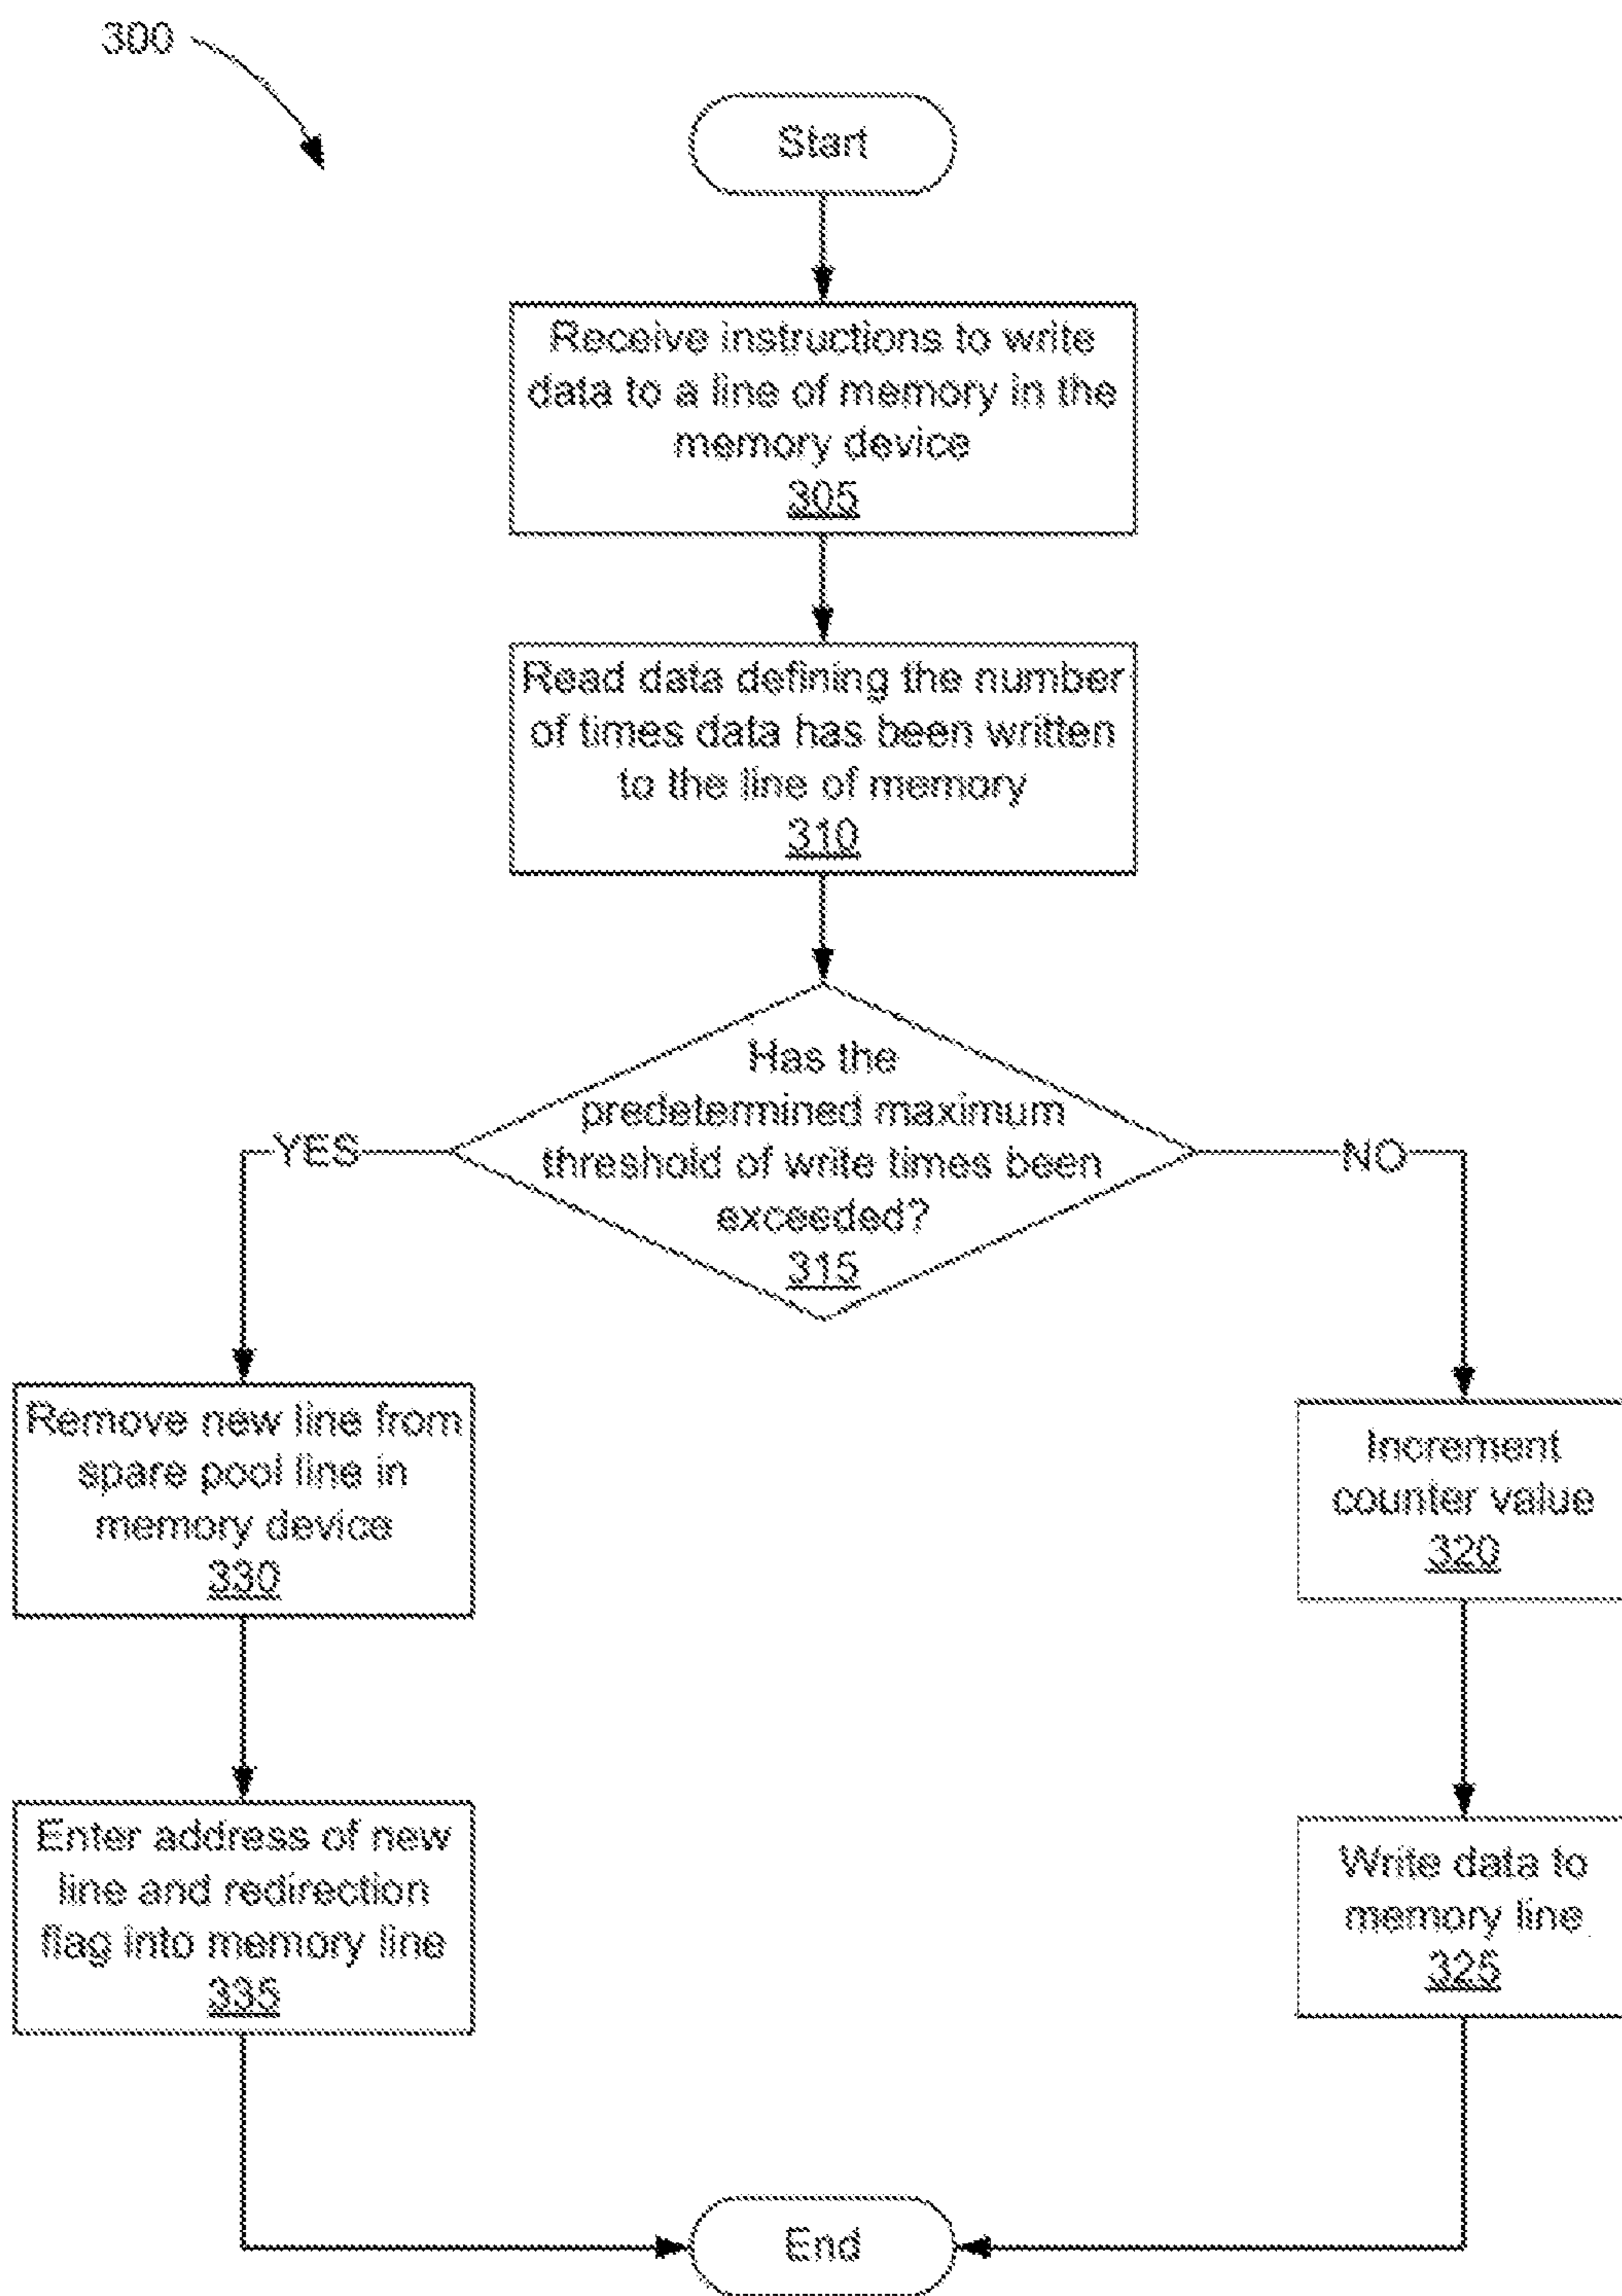 300
Start
Receive instructions to write
data to a line of memory in the
memory device
305
Read data defining the number
of times data has been written
to the line of memory
310
Has the
predetermined maximum
threshold of write times been
exceeded?
315
YES
NO
Remove new line from
spare pool line in
memory device
330
Increment
counter value
320
Enter address of new
line and redirection
flag into memory line
335
Write data to
memory line
325
End